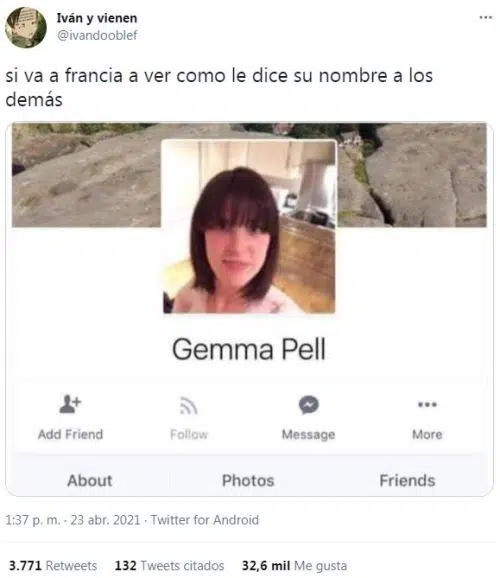 Iván y vienen
@ivandooblef
si va a francia a ver como le dice su nombre a los
demás
Gemma Pell
Add Friend
Follow
Message
More
About
Photos
Friends
1:37 p. m. · 23 abr. 2021 · Twitter for Android
3.771 Retweets 132 Tweets citados 32,6 mil Me gusta